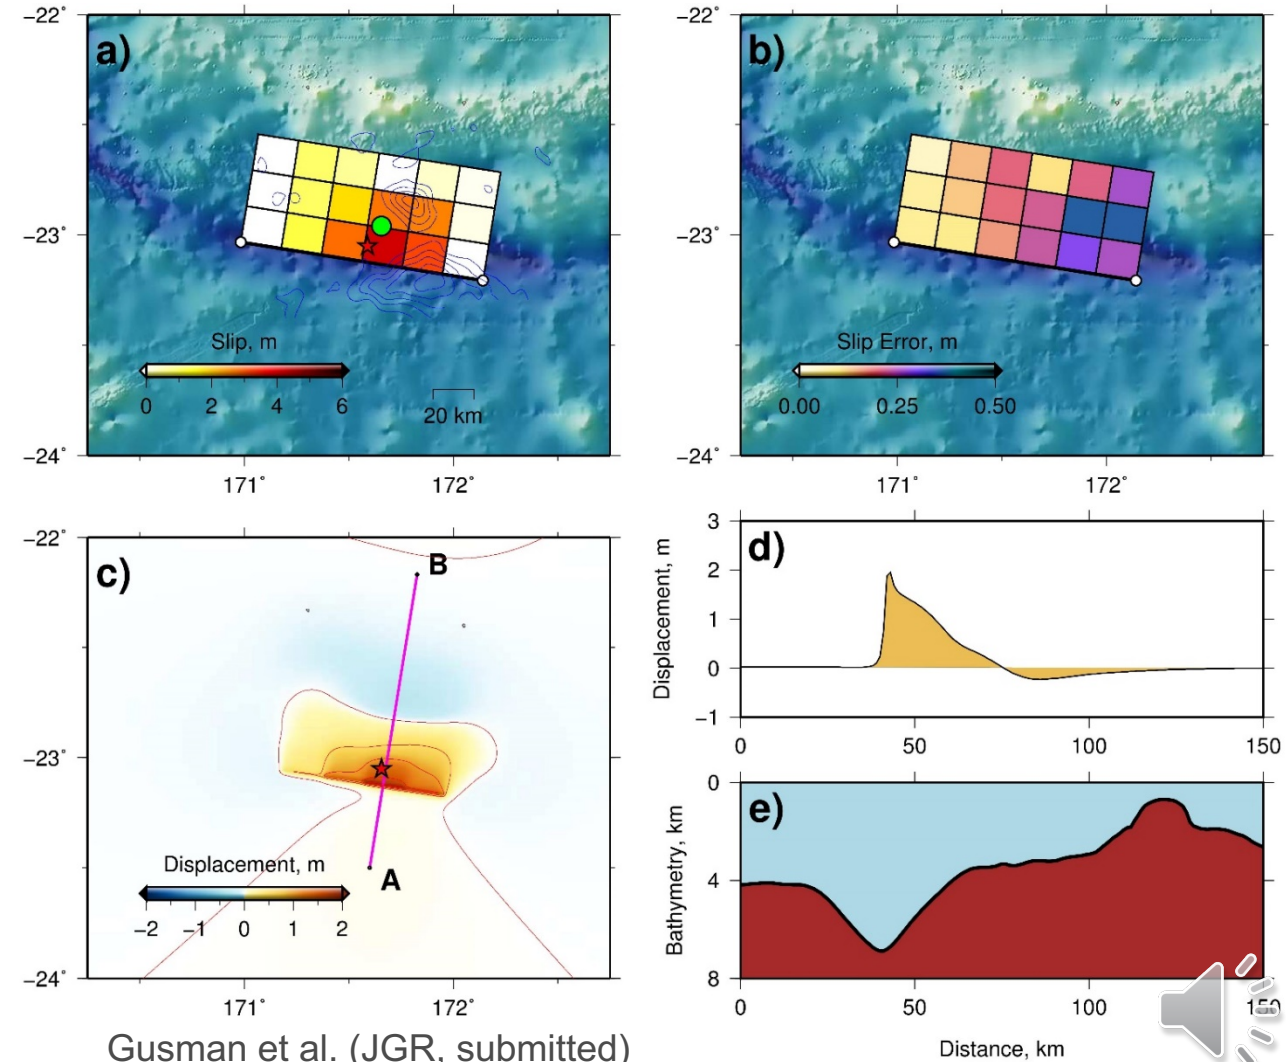 a)
−22˚
−23˚
−24˚
171˚ 172˚
Slip, m
0 2 4 6
20 km
b)
−22˚
−23˚
−24˚
171˚ 172˚
Slip Error, m
0.00 0.25 0.50
c)
−22˚
−23˚
−24˚
171˚ 172˚
B
A
Displacement, m
−2 −1 0 1 2
d)
Displacement, m
3
2
1
0
−1
0 50 100 150
e)
Bathymetry, km
0
4
8
0 50 100 150
Distance, km
Gusman et al. (JGR, submitted)